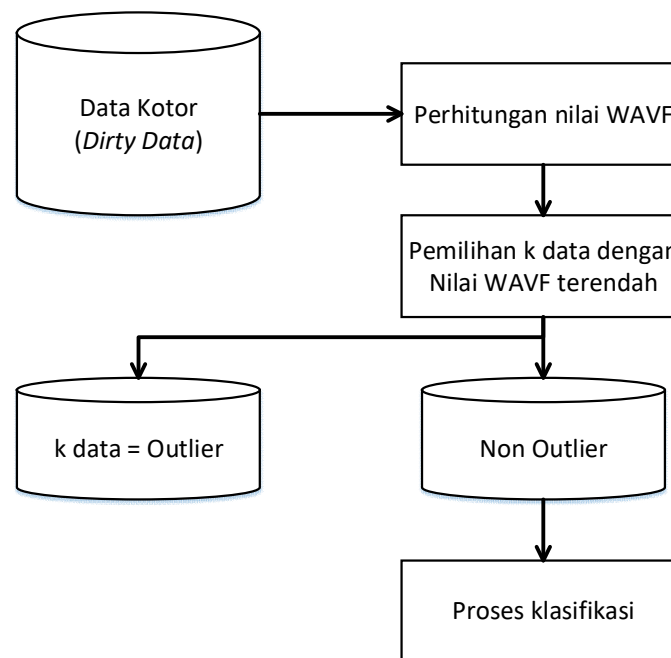 Data Kotor
(Dirty Data)
Perhitungan nilai WAVF
Pemilihan k data dengan
Nilai WAVF terendah
k data = Outlier
Non Outlier
Proses klasifikasi